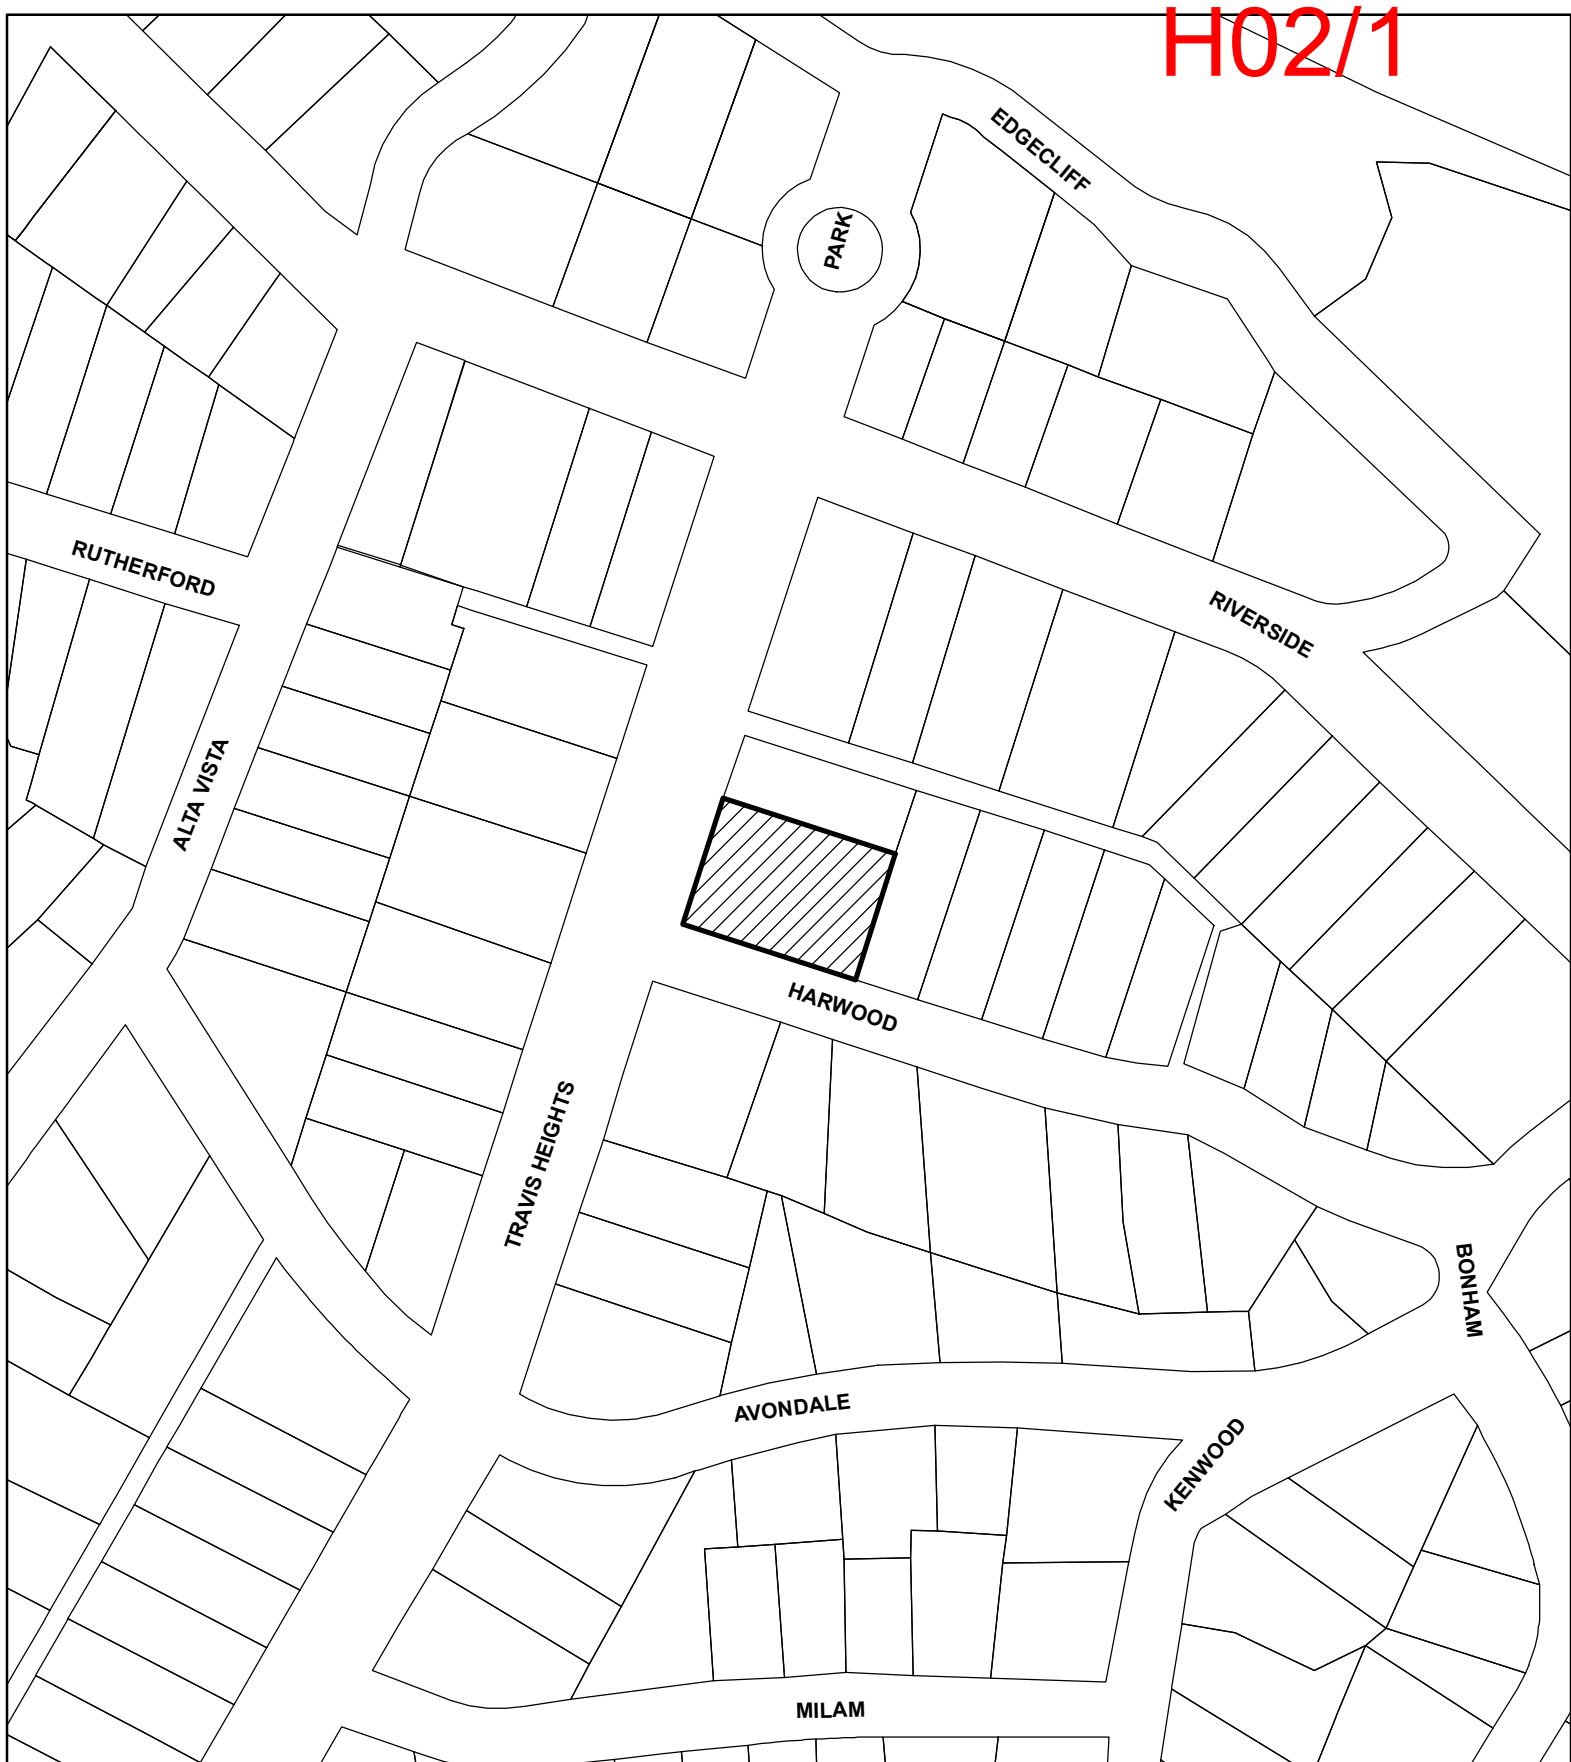 H02/1
EDGECLIFF
PARK
RUTHERFORD
RIVERSIDE
ALTA VISTA
HARWOOD
TRAVIS HEIGHTS
BONHAM
AVONDALE
KENWOOD
MILAM